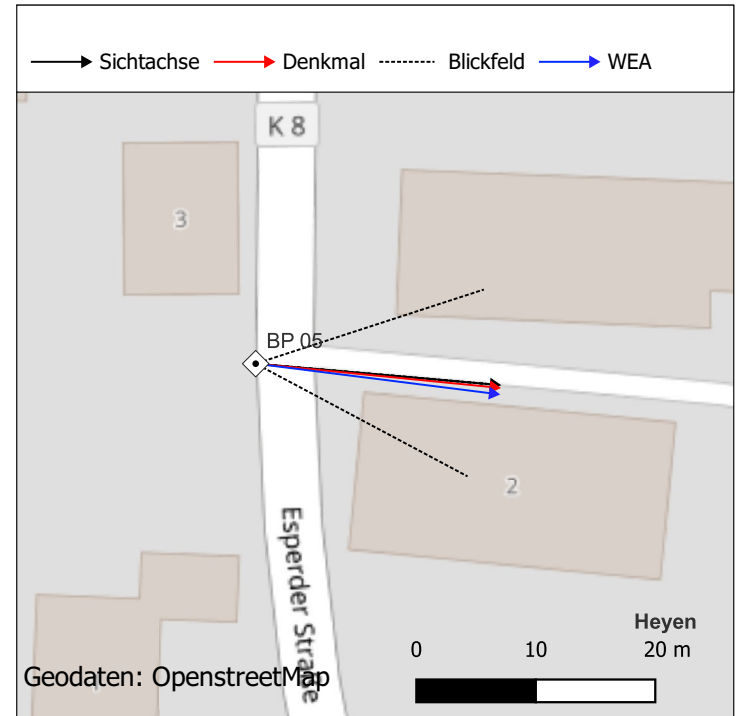 Sichtachse Denkmal Blickfeld WEA
K 8
3
BP 05
2
Esperder Straße
Heyen
0 10 20 m
Geodaten: OpenstreetMap